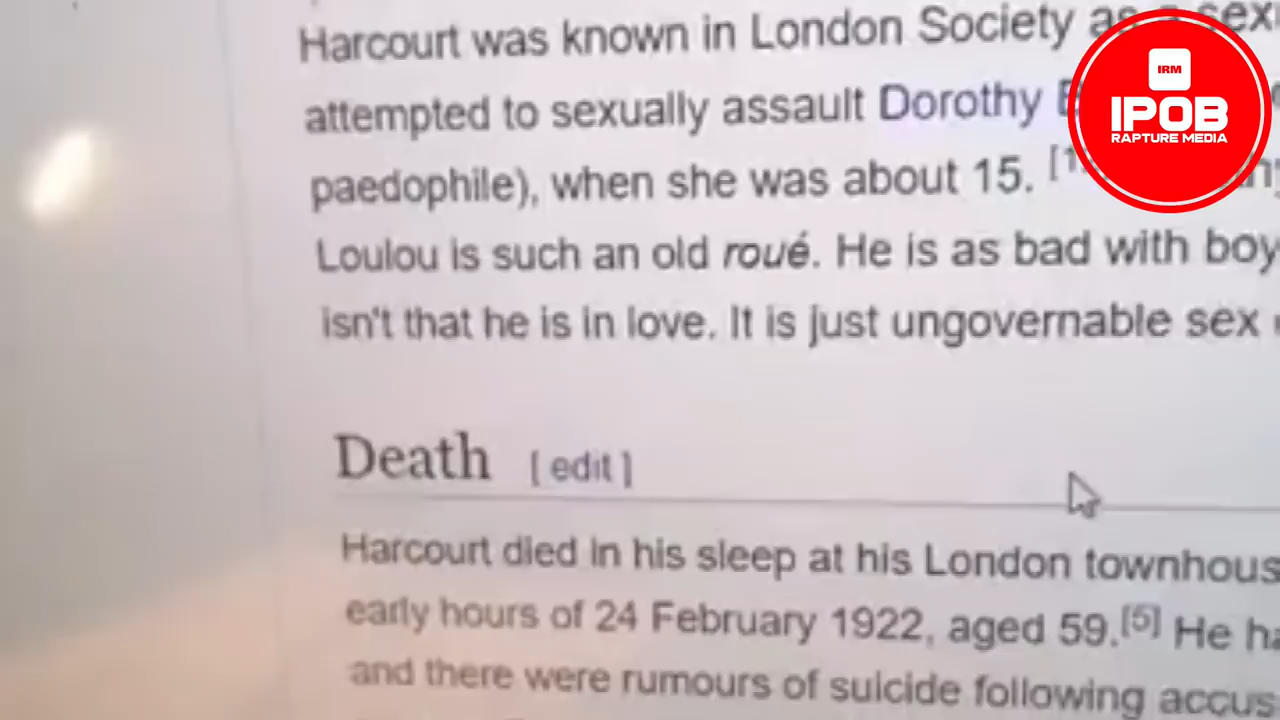 Harcourt was known in London Society as a sex
attempted to sexually assault Dorothy
paedophile), when she was about 15.
Loulou is such an old roué. He is as bad with boy
isn't that he is in love. It is just ungovernable sex
Death [ edit ]
Harcourt died in his sleep at his London townhous
early hours of 24 February 1922, aged 59.[5] He ha
and there were rumours of suicide following accus
IRM
IPOB
RAPTURE MEDIA